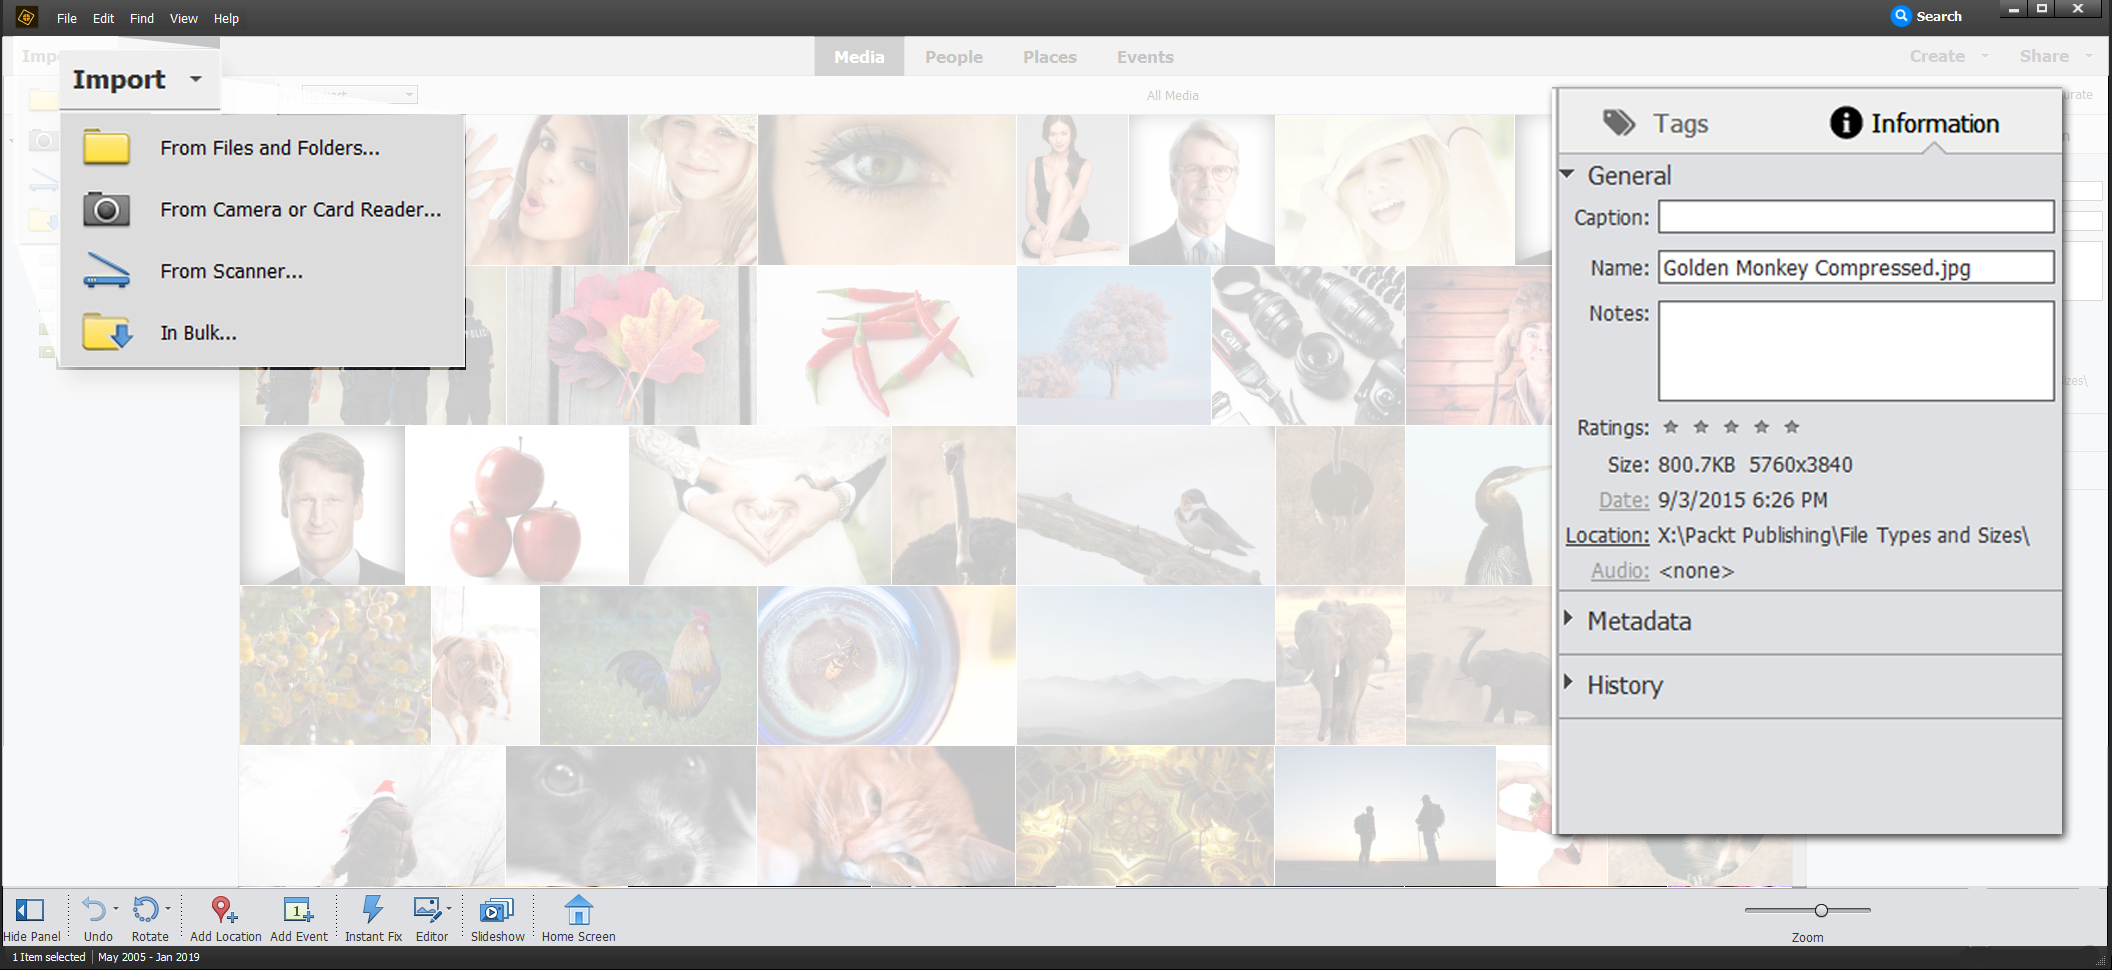 File Edit Find View Help
Search
Import
Media People Places Events
Create Share
All Media
From Files and Folders...
From Camera or Card Reader...
From Scanner...
In Bulk...
Tags Information
General
Caption:
Name: Golden Monkey Compressed.jpg
Notes:
Ratings:
Size: 800.7KB 5760x3840
Date: 9/3/2015 6:26 PM
Location: X:\Packt Publishing\File Types and Sizes\
Audio: <none>
Metadata
History
Hide Panel Undo Rotate Add Location Add Event Instant Fix Editor Slideshow Home Screen Zoom
1 Item selected May 2005 - Jan 2019